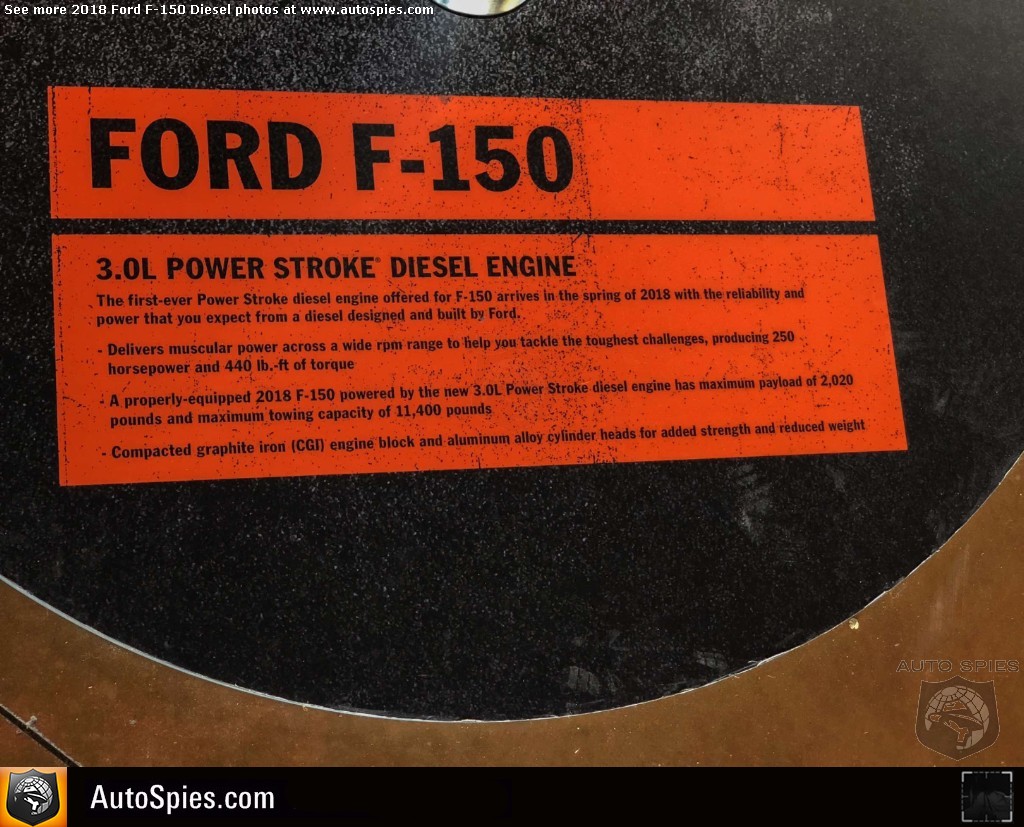 See more 2018 Ford F-150 Diesel photos at www.autospies.com
FORD F-150
3.0L POWER STROKE® DIESEL ENGINE
The first-ever Power Stroke diesel engine offered for F-150 arrives in the spring of 2018 with the reliability and
power that you expect from a diesel designed and built by Ford.
- Delivers muscular power across a wide rpm range to help you tackle the toughest challenges, producing 250
horsepower and 440 lb.-ft of torque
- A properly-equipped 2018 F-150 powered by the new 3.0L Power Stroke diesel engine has maximum payload of 2,020
pounds and maximum towing capacity of 11,400 pounds
- Compacted graphite iron (CGI) engine block and aluminum alloy cylinder heads for added strength and reduced weight
AUTO SPIES
AutoSpies.com